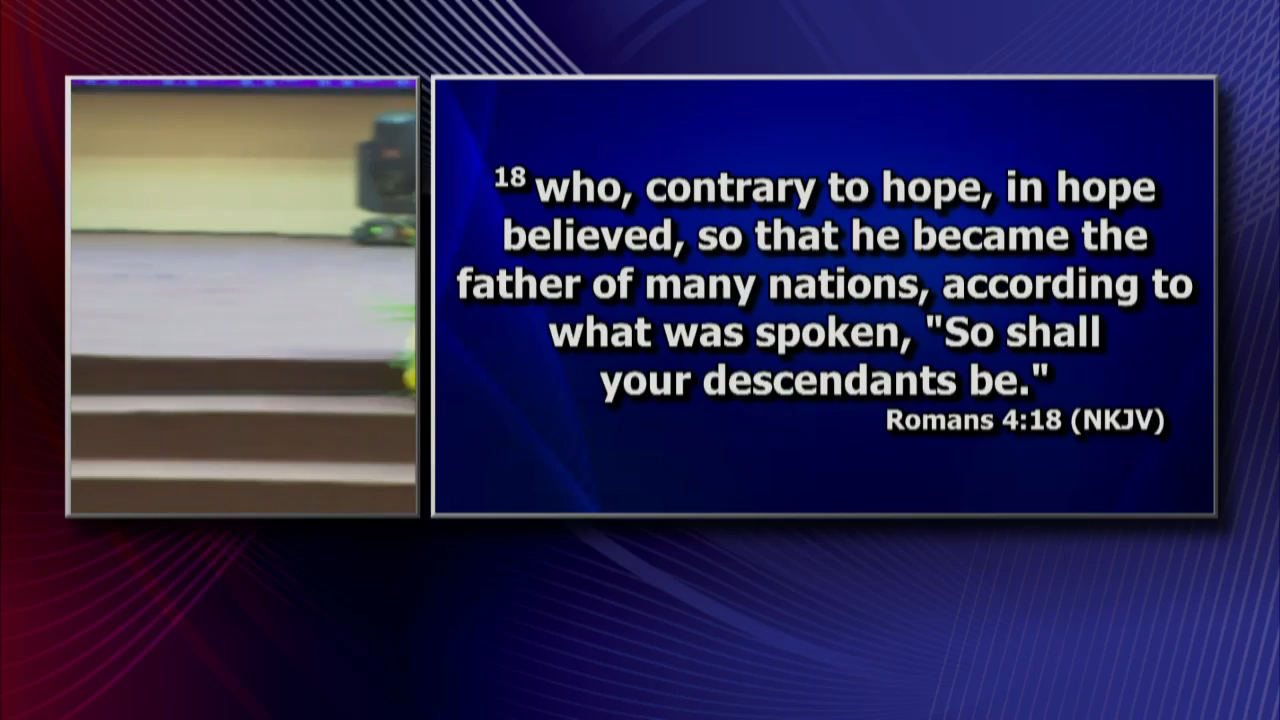 18 who, contrary to hope, in hope
believed, so that he became the
father of many nations, according to
what was spoken, "So shall
your descendants be."
Romans 4:18 (NKJV)